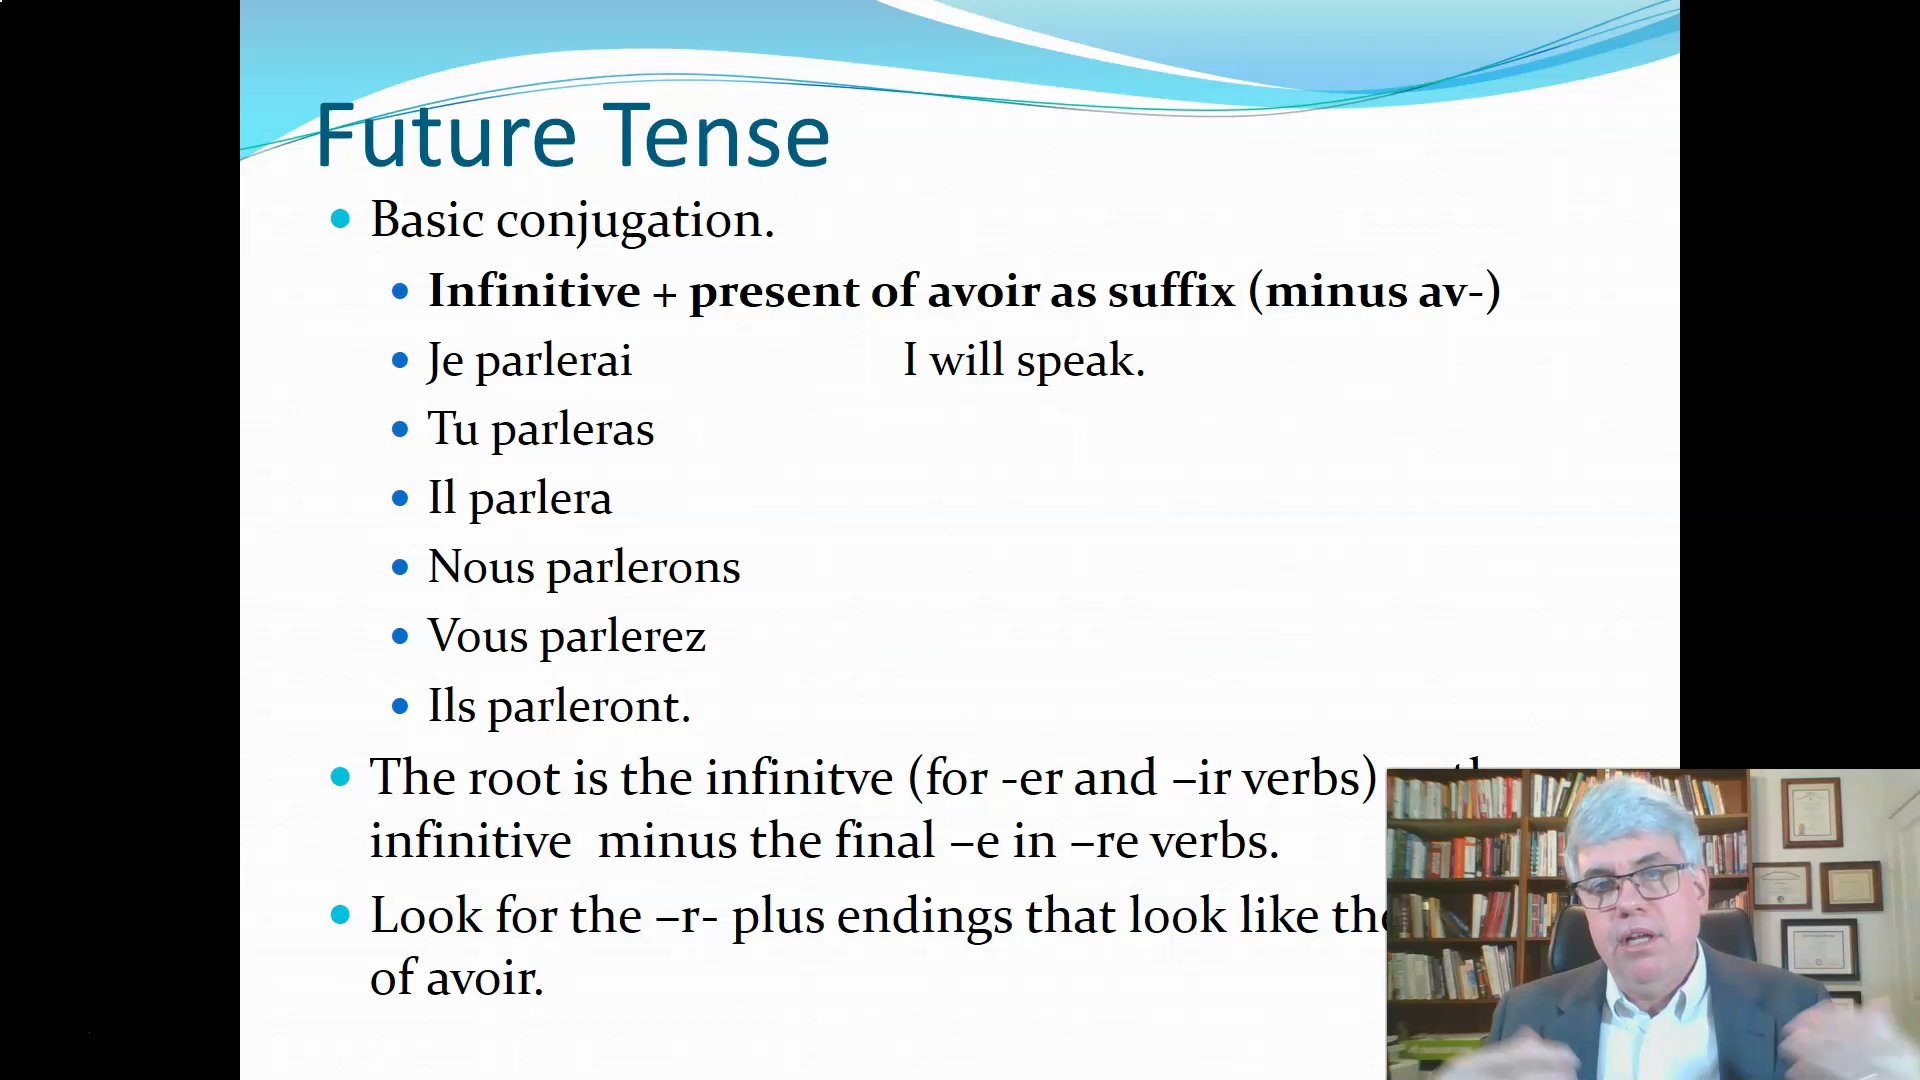 Future Tense
Basic conjugation.
Infinitive + present of avoir as suffix (minus av-)
Je parlerai I will speak.
Tu parleras
Il parlera
Nous parlerons
Vous parlerez
Ils parleront.
The root is the infinitve (for -er and –ir verbs)
infinitive minus the final –e in –re verbs.
Look for the –r- plus endings that look like
of avoir.